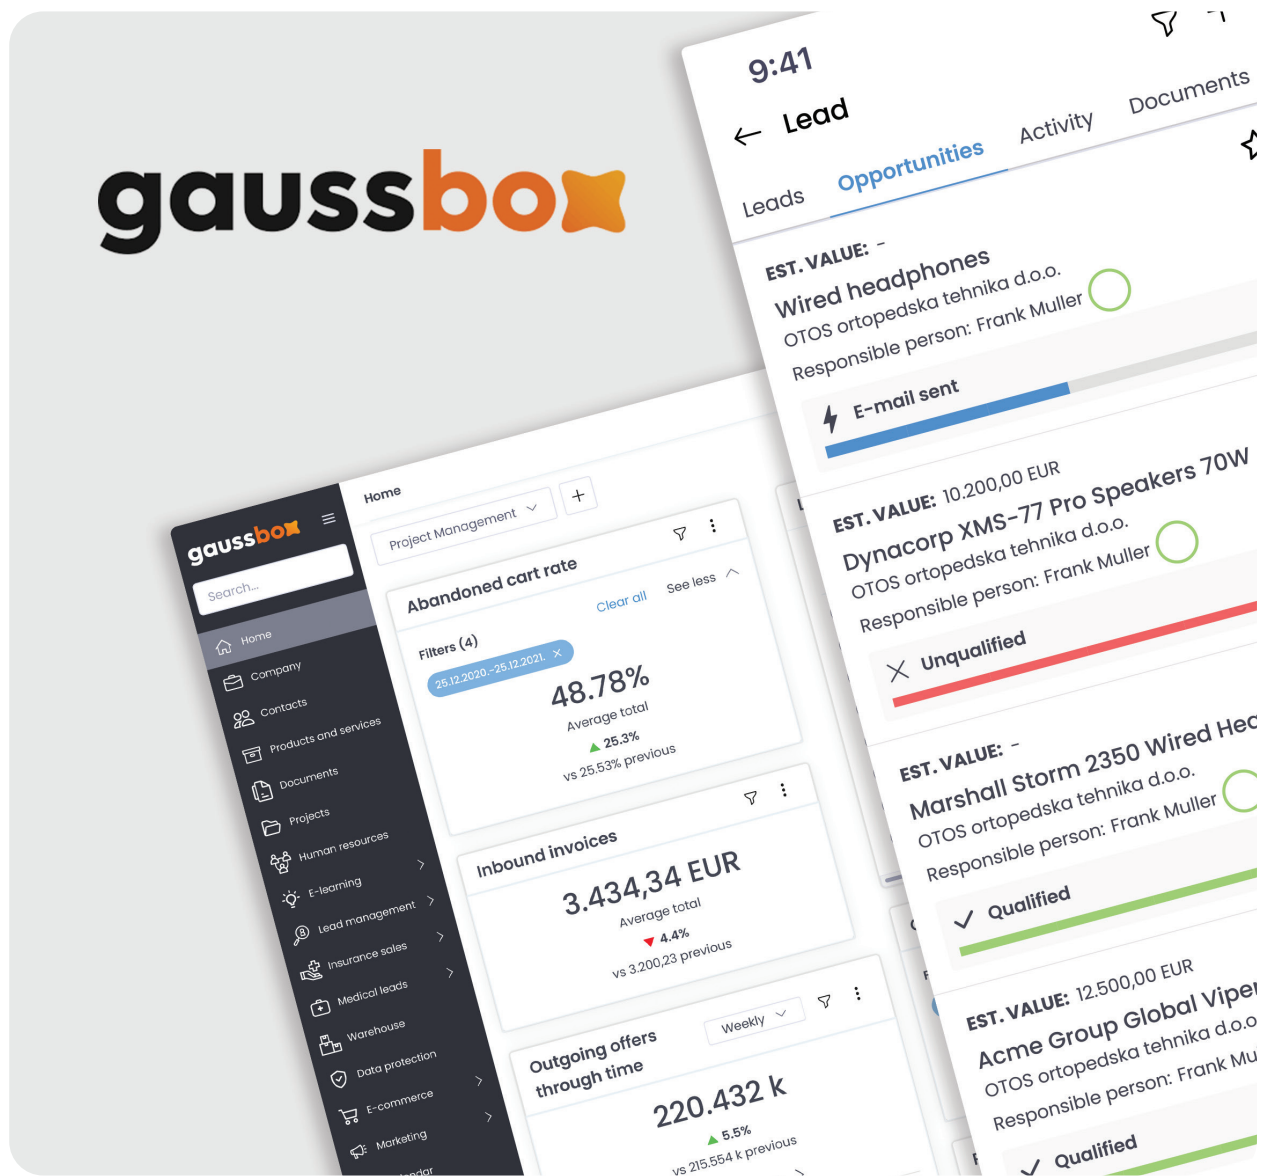 gaussbox
gaussbox
Search...
Home
Company
Contacts
Products and services
Documents
Projects
Human resources
E-learning
Lead management
Insurance sales
Medical leads
Warehouse
Data protection
E-commerce
Marketing
Home
Project Management
Abandoned cart rate
Clear all
See less
Filters (4)
25.12.2020.-25.12.2021.
48.78%
Average total
25.3%
vs 25.53% previous
Inbound invoices
3.434,34 EUR
Average total
4.4%
vs 3.200,23 previous
Outgoing offers
through time
Weekly
220.432 k
5.5%
vs 215.554 k previous
9:41
Lead
Leads
Opportunities
Activity
Documents
EST. VALUE: -
Wired headphones
OTOS ortopedska tehnika d.o.o.
Responsible person: Frank Muller
E-mail sent
EST. VALUE: 10.200,00 EUR
Dynacorp XMS-77 Pro Speakers 70W
OTOS ortopedska tehnika d.o.o.
Responsible person: Frank Muller
Unqualified
EST. VALUE: -
Marshall Storm 2350 Wired Hea
OTOS ortopedska tehnika d.o.o.
Responsible person: Frank Muller
Qualified
EST. VALUE: 12.500,00 EUR
Acme Group Global Viper
OTOS ortopedska tehnika d.o.o
Responsible person: Frank Mu
Qualified